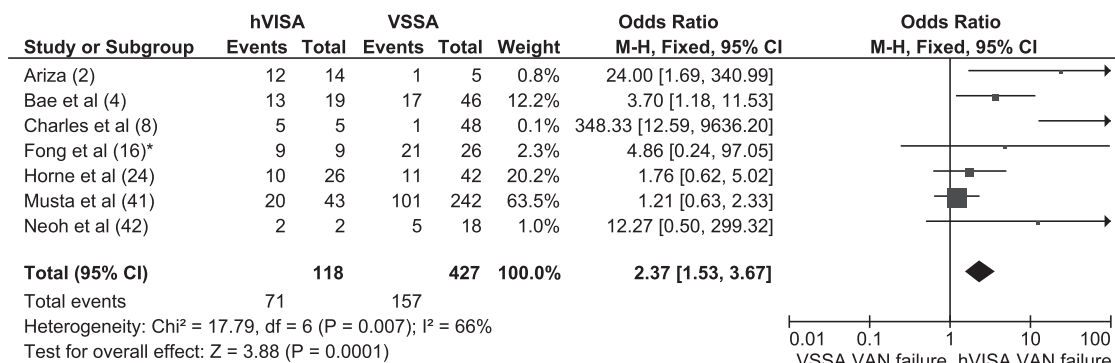 hVISA VSSA Odds Ratio Odds Ratio
Study or Subgroup Events Total Events Total Weight M-H, Fixed, 95% CI M-H, Fixed, 95% CI
Ariza (2) 12 14 1 5 0.8% 24.00 [1.69, 340.99]
Bae et al (4) 13 19 17 46 12.2% 3.70 [1.18, 11.53]
Charles et al (8) 5 5 1 48 0.1% 348.33 [12.59, 9636.20]
Fong et al (16)* 9 9 21 26 2.3% 4.86 [0.24, 97.05]
Horne et al (24) 10 26 11 42 20.2% 1.76 [0.62, 5.02]
Musta et al (41) 20 43 101 242 63.5% 1.21 [0.63, 2.33]
Neoh et al (42) 2 2 5 18 1.0% 12.27 [0.50, 299.32]
Total (95% CI) 118 427 100.0% 2.37 [1.53, 3.67]
Total events 71 157
Heterogeneity: Chi² = 17.79, df = 6 (P = 0.007); I² = 66%
Test for overall effect: Z = 3.88 (P = 0.0001)
0.01 0.1 1 10 100
VSSA VAN failure hVISA VAN failure